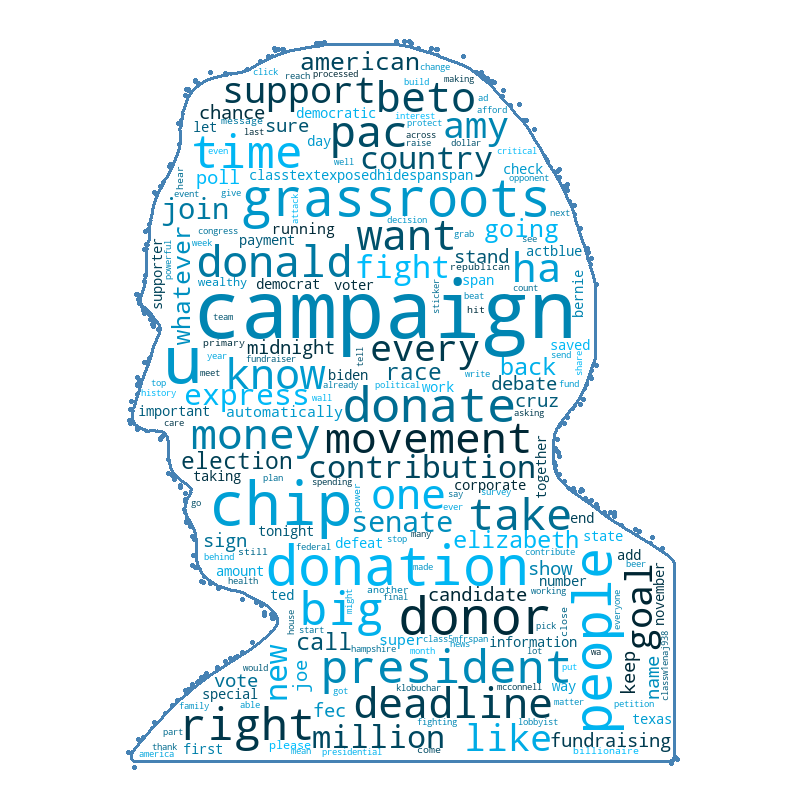 american change
click reach processed
support beto build making
chance democratic interest ad afford
message let sure last pac protect across raise dollar amy
time day well country critical opponent
hear even poll classtextexposedhidespanspan check
event give grassroots
join attack decision next
congress running want grab going see
week powerful payment stand actblue
supporter whatever donald fight republican ha
wealthy democrat voter span bernie
campaign sticker beat count hit
team
primary midnight every saved send
u year fundraiser tell race back shared
meet know biden debate
top history express wall already political work write fund
important automatically donate cruz asking
care money movement together
election contribution
taking plan spending corporate
go chip power one say survey take end
senate ever
sign tonight many elizabeth state
still federal defeat stop contribute
behind amount donation made show add
health number beer
ted another final candidate working people everyone goal november
house big might donor pick close
start call super class5mfrspan information wa
hampshire news lot keep classwlenaj938
would new joe month president put name
vote got klobuchar mcconnell way
special deadline matter petition
family able fec lobbyist texas
part right fighting
please million come like fundraising
thank first mean presidential billionaire
america